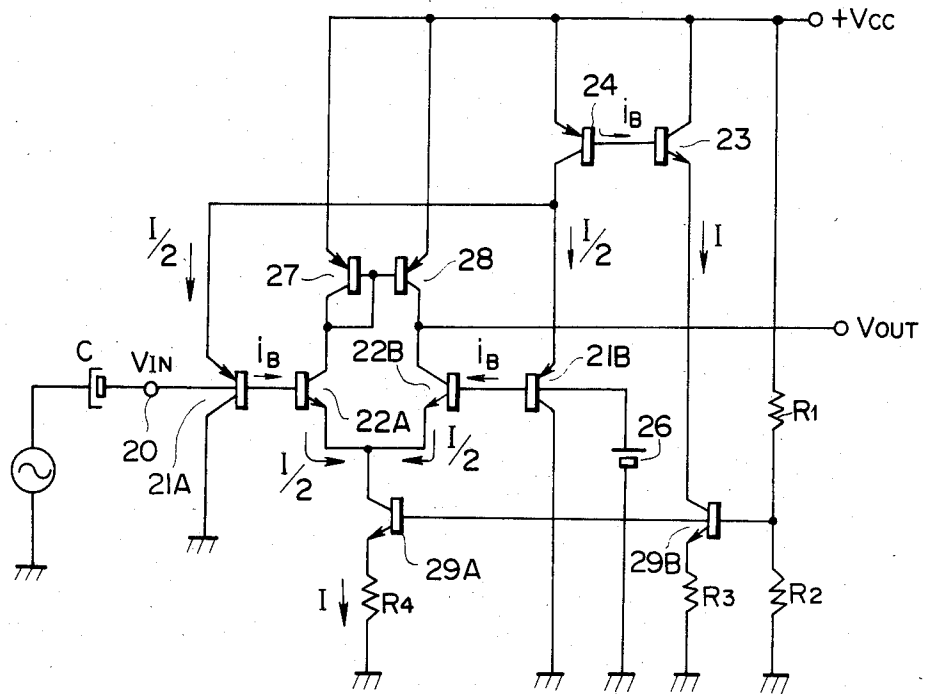 +VCC
24
iB
23
I/2
I/2
I
27
28
VOUT
C
VIN
iB
22B
iB
21B
R1
20
22A
26
21A
I/2
I/2
29A
29B
I
R4
R3
R2